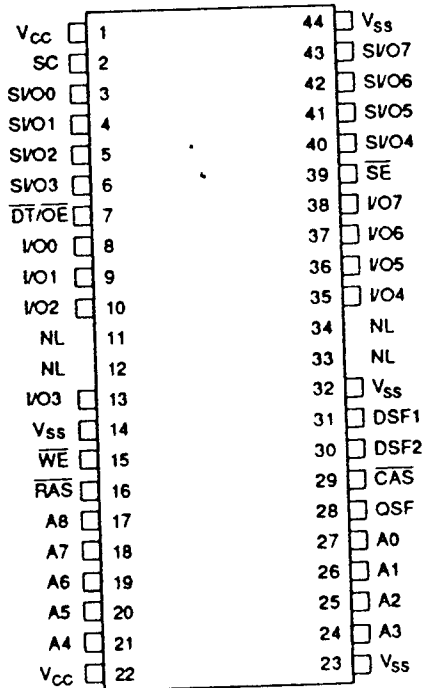 VCC 1 44 VSS
SC 2 43 SI/O7
SI/O0 3 42 SI/O6
SI/O1 4 41 SI/O5
SI/O2 5 40 SI/O4
SI/O3 6 39 SE
DT/OE 7 38 I/O7
I/O0 8 37 I/O6
I/O1 9 36 I/O5
I/O2 10 35 I/O4
NL 11 34 NL
NL 12 33 NL
I/O3 13 32 VSS
VSS 14 31 DSF1
WE 15 30 DSF2
RAS 16 29 CAS
A8 17 28 QSF
A7 18 27 A0
A6 19 26 A1
A5 20 25 A2
A4 21 24 A3
VCC 22 23 VSS